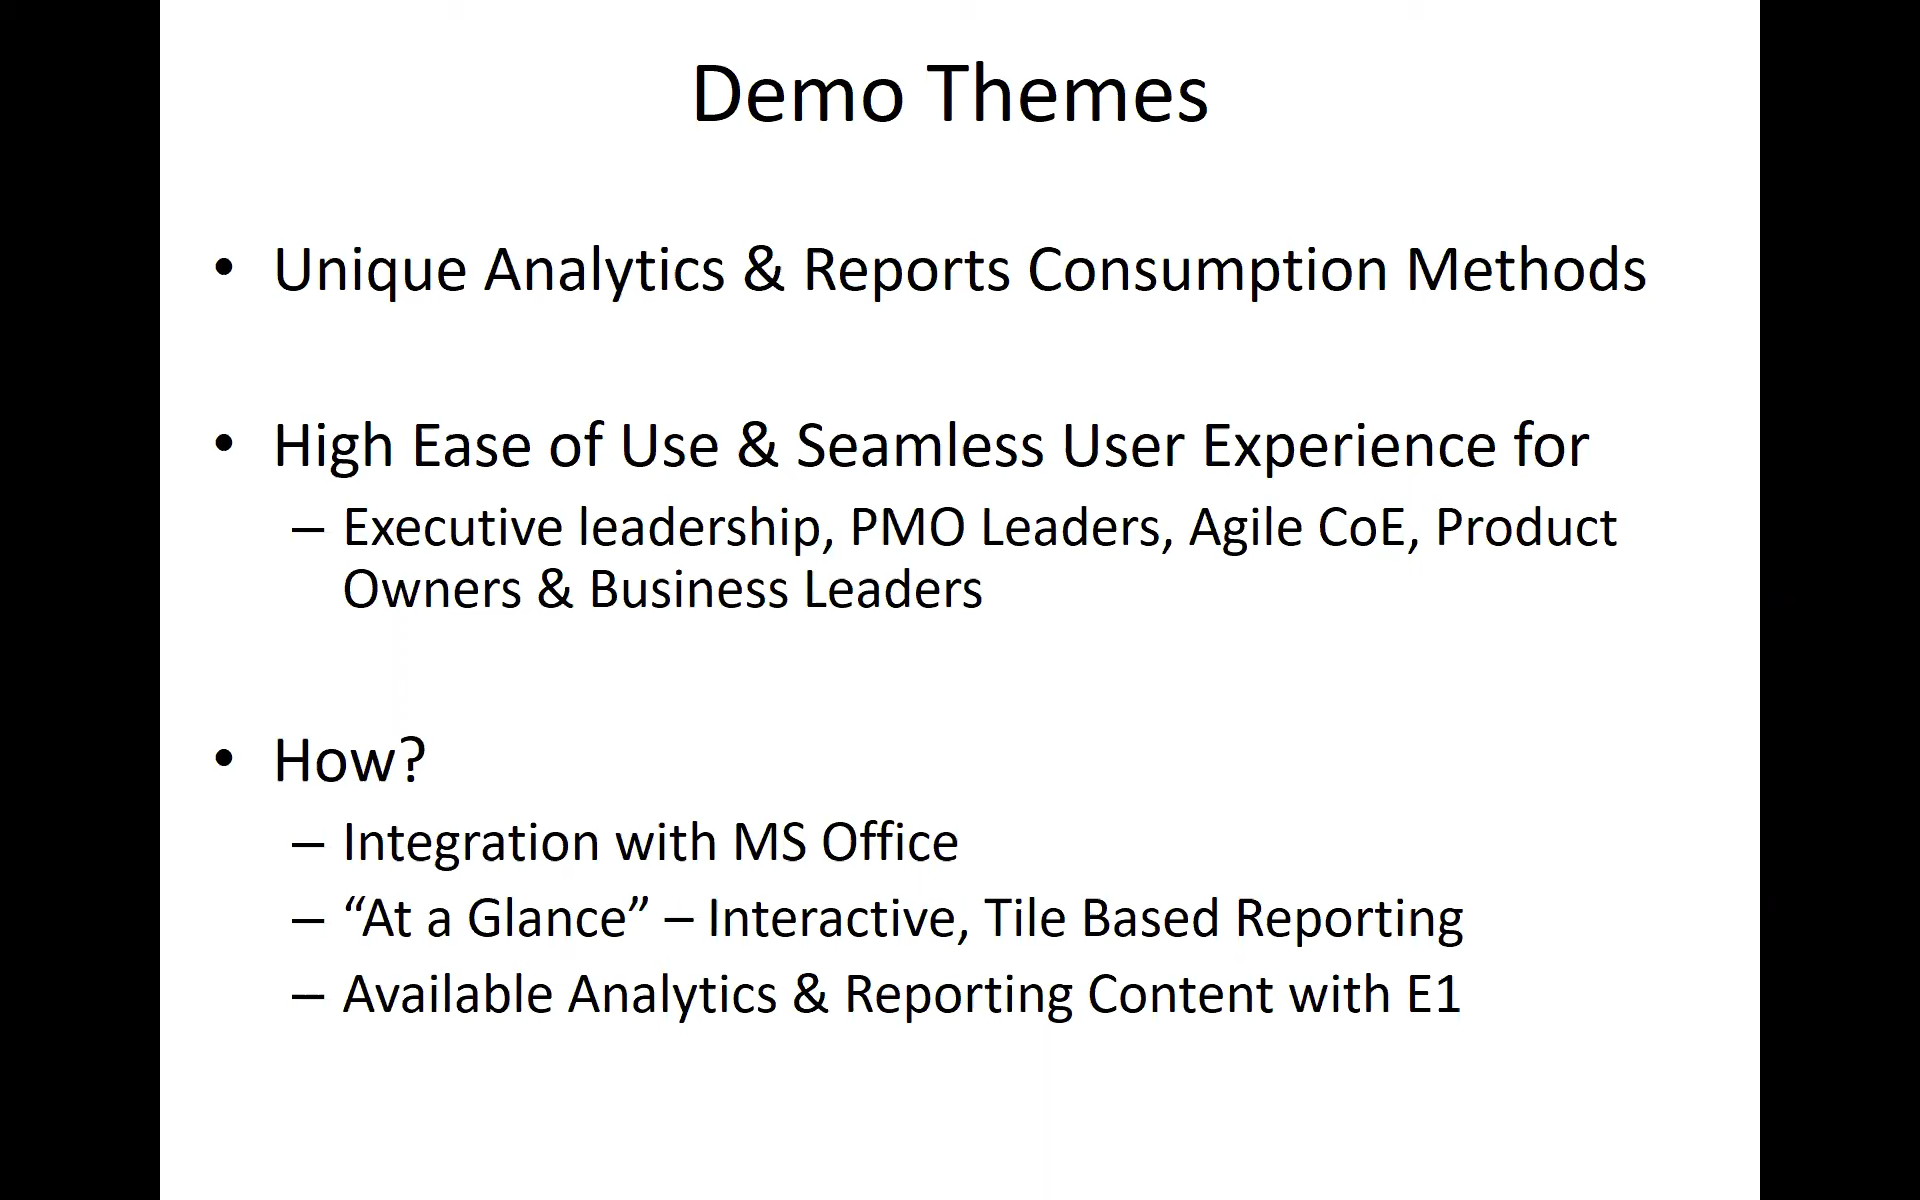 Demo Themes
• Unique Analytics & Reports Consumption Methods
• High Ease of Use & Seamless User Experience for
– Executive leadership, PMO Leaders, Agile CoE, Product
Owners & Business Leaders
• How?
– Integration with MS Office
– “At a Glance” – Interactive, Tile Based Reporting
– Available Analytics & Reporting Content with E1